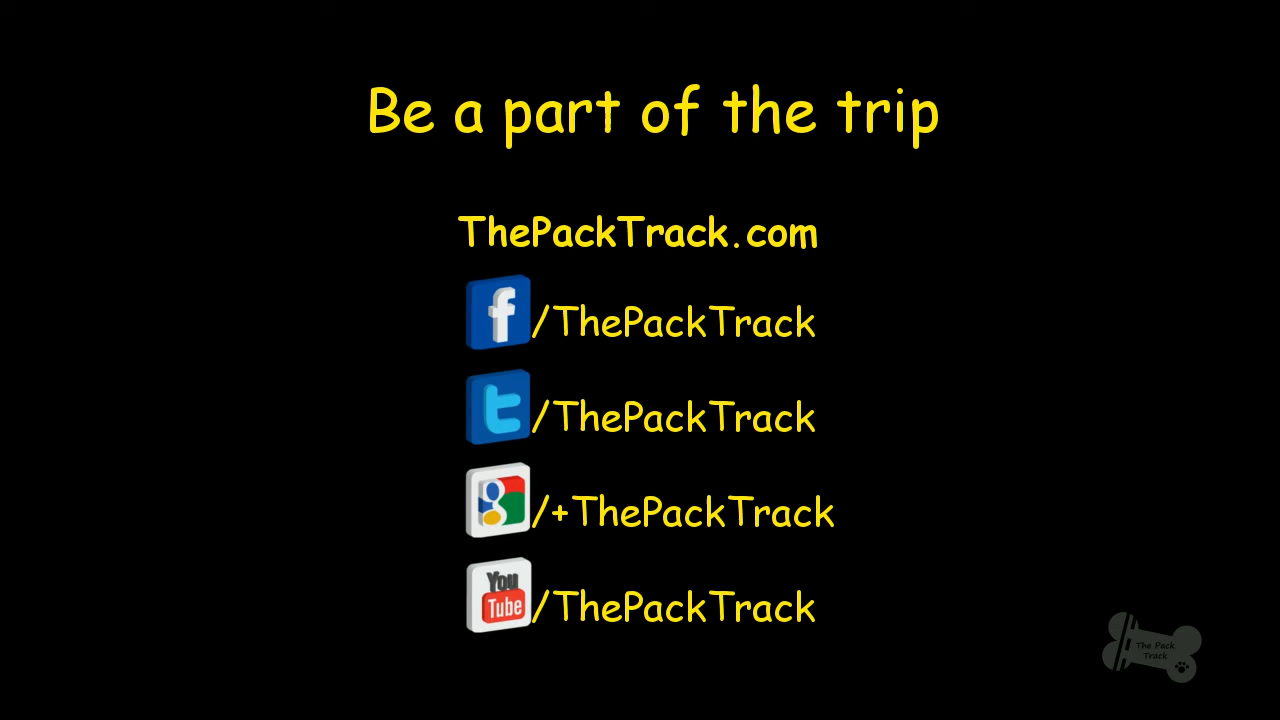 Be a part of the trip
ThePackTrack.com
f/ThePackTrack
t/ThePackTrack
g/+ThePackTrack
You
Tube/ThePackTrack
The Pack
Track